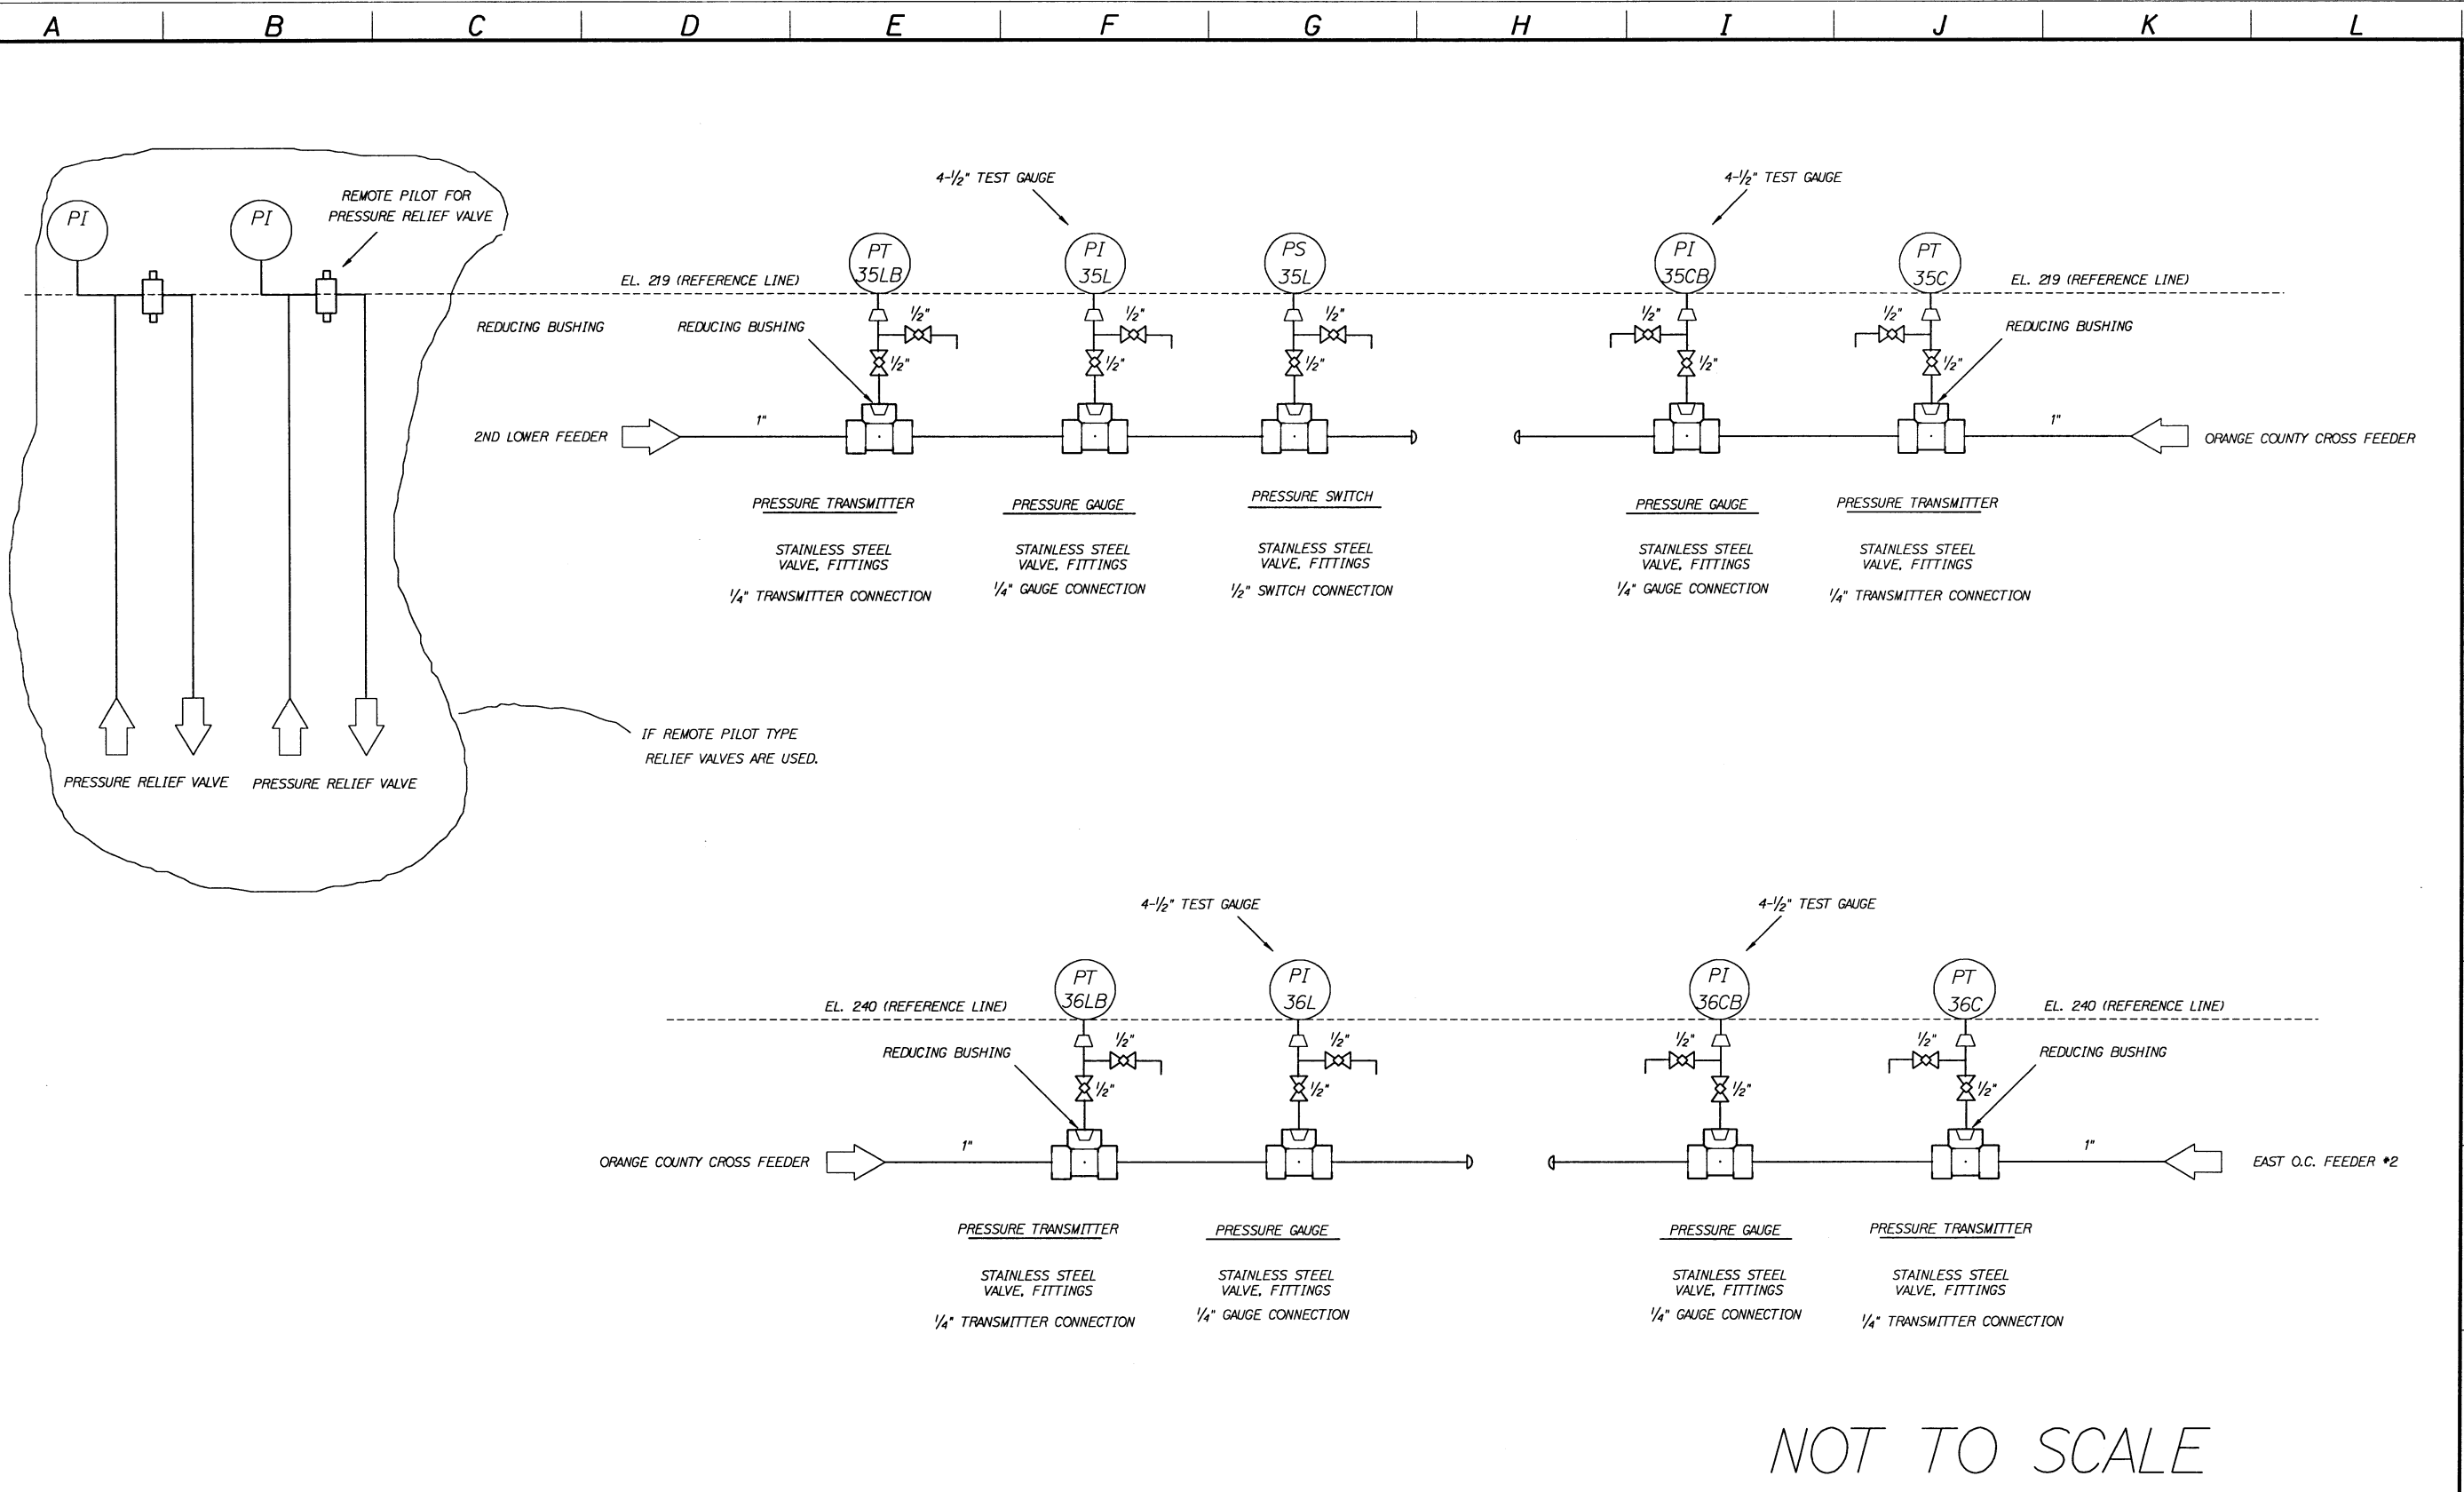 A B C D E F G H I J K L
REMOTE PILOT FOR
PRESSURE RELIEF VALVE
PI
PI
4-1/2" TEST GAUGE
4-1/2" TEST GAUGE
PT
35LB
PI
35L
PS
35L
PI
35CB
PT
35C
EL. 219 (REFERENCE LINE)
EL. 219 (REFERENCE LINE)
1/2"
1/2"
1/2"
1/2"
1/2"
REDUCING BUSHING
REDUCING BUSHING
REDUCING BUSHING
1/2"
1/2"
1/2"
1/2"
1/2"
2ND LOWER FEEDER
1"
1"
ORANGE COUNTY CROSS FEEDER
PRESSURE TRANSMITTER
STAINLESS STEEL
VALVE, FITTINGS
1/4" TRANSMITTER CONNECTION
PRESSURE GAUGE
STAINLESS STEEL
VALVE, FITTINGS
1/4" GAUGE CONNECTION
PRESSURE SWITCH
STAINLESS STEEL
VALVE, FITTINGS
1/2" SWITCH CONNECTION
PRESSURE GAUGE
STAINLESS STEEL
VALVE, FITTINGS
1/4" GAUGE CONNECTION
PRESSURE TRANSMITTER
STAINLESS STEEL
VALVE, FITTINGS
1/4" TRANSMITTER CONNECTION
IF REMOTE PILOT TYPE
RELIEF VALVES ARE USED.
PRESSURE RELIEF VALVE
PRESSURE RELIEF VALVE
4-1/2" TEST GAUGE
4-1/2" TEST GAUGE
PT
36LB
PI
36L
PI
36CB
PT
36C
EL. 240 (REFERENCE LINE)
EL. 240 (REFERENCE LINE)
1/2"
1/2"
1/2"
1/2"
REDUCING BUSHING
REDUCING BUSHING
1/2"
1/2"
1/2"
1/2"
ORANGE COUNTY CROSS FEEDER
1"
1"
EAST O.C. FEEDER #2
PRESSURE TRANSMITTER
STAINLESS STEEL
VALVE, FITTINGS
1/4" TRANSMITTER CONNECTION
PRESSURE GAUGE
STAINLESS STEEL
VALVE, FITTINGS
1/4" GAUGE CONNECTION
PRESSURE GAUGE
STAINLESS STEEL
VALVE, FITTINGS
1/4" GAUGE CONNECTION
PRESSURE TRANSMITTER
STAINLESS STEEL
VALVE, FITTINGS
1/4" TRANSMITTER CONNECTION
NOT TO SCALE